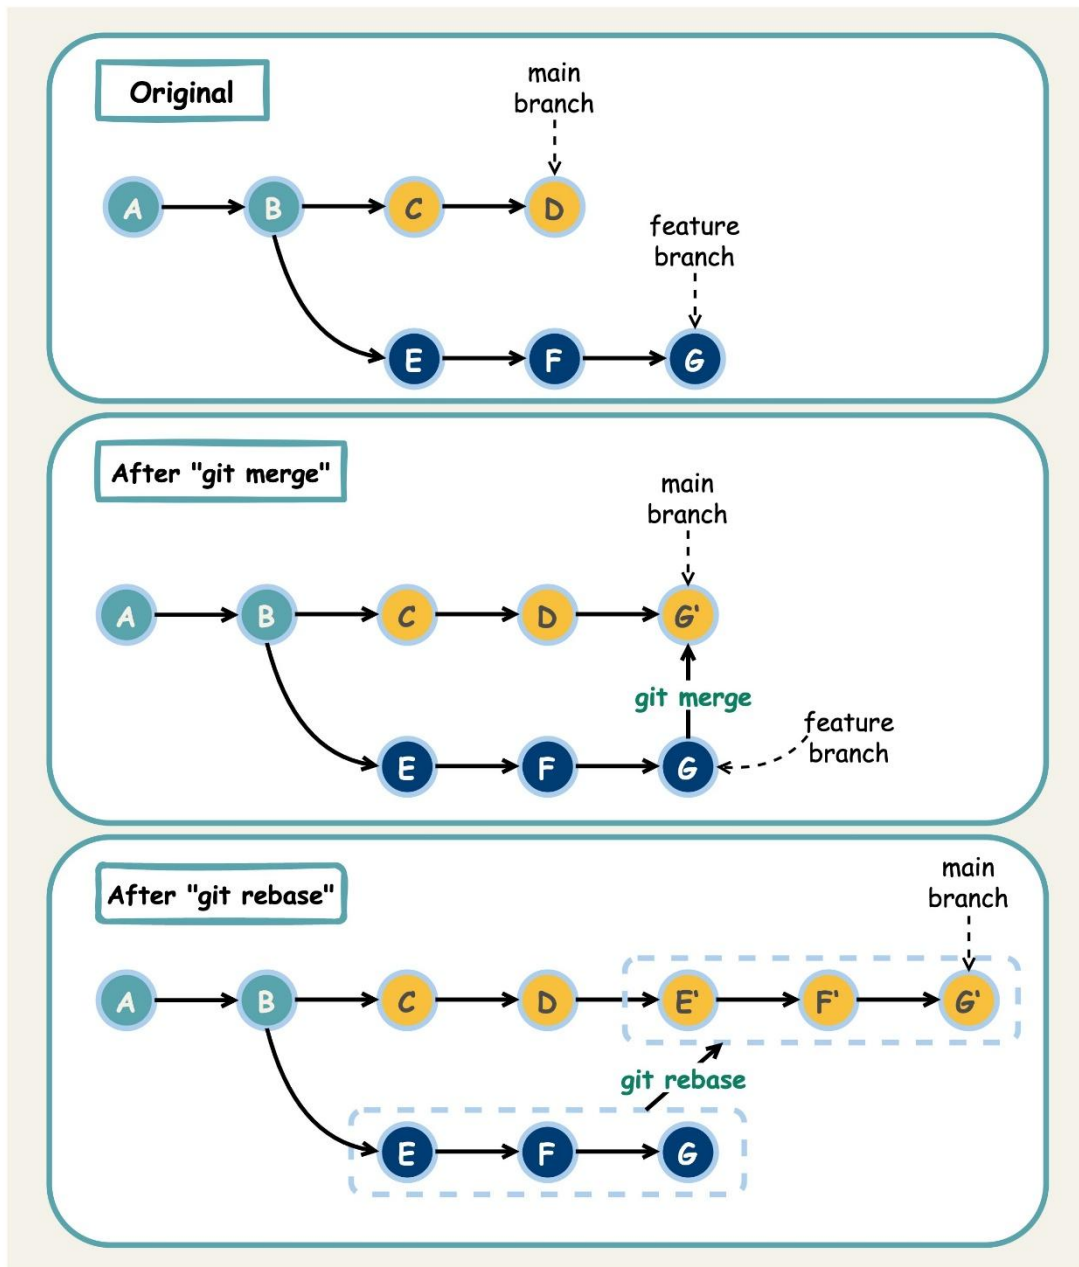 Original
main
branch
A
B
C
D
feature
branch
E
F
G
After "git merge"
main
branch
A
B
C
D
G'
git merge
feature
branch
E
F
G
After "git rebase"
main
branch
A
B
C
D
E'
F'
G'
git rebase
E
F
G